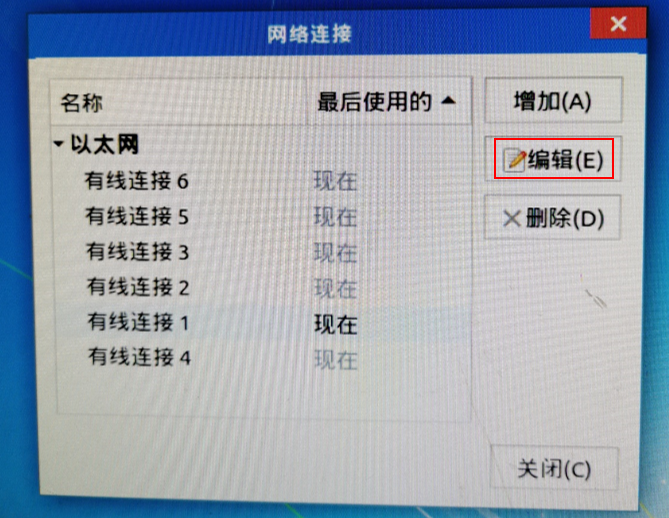 网络连接
名称 最后使用的
增加(A)
以太网
编辑(E)
有线连接 6 现在
有线连接 5 现在
删除(D)
有线连接 3 现在
有线连接 2 现在
有线连接 1 现在
有线连接 4 现在
关闭(C)